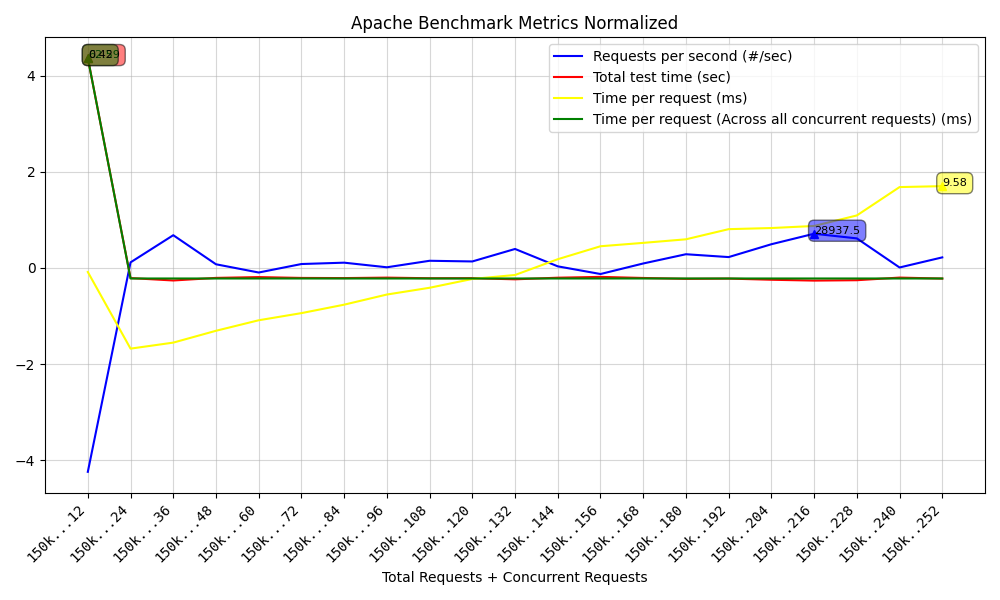 Apache Benchmark Metrics Normalized
Requests per second (#/sec)
Total test time (sec)
Time per request (ms)
Time per request (Across all concurrent requests) (ms)
0.45
9.58
28937.5
4
2
0
−2
−4
150k...12
150k...24
150k...36
150k...48
150k...60
150k...72
150k...84
150k...96
150k..108
150k..120
150k..132
150k..144
150k..156
150k..168
150k..180
150k..192
150k..204
150k..216
150k..228
150k..240
150k..252
Total Requests + Concurrent Requests